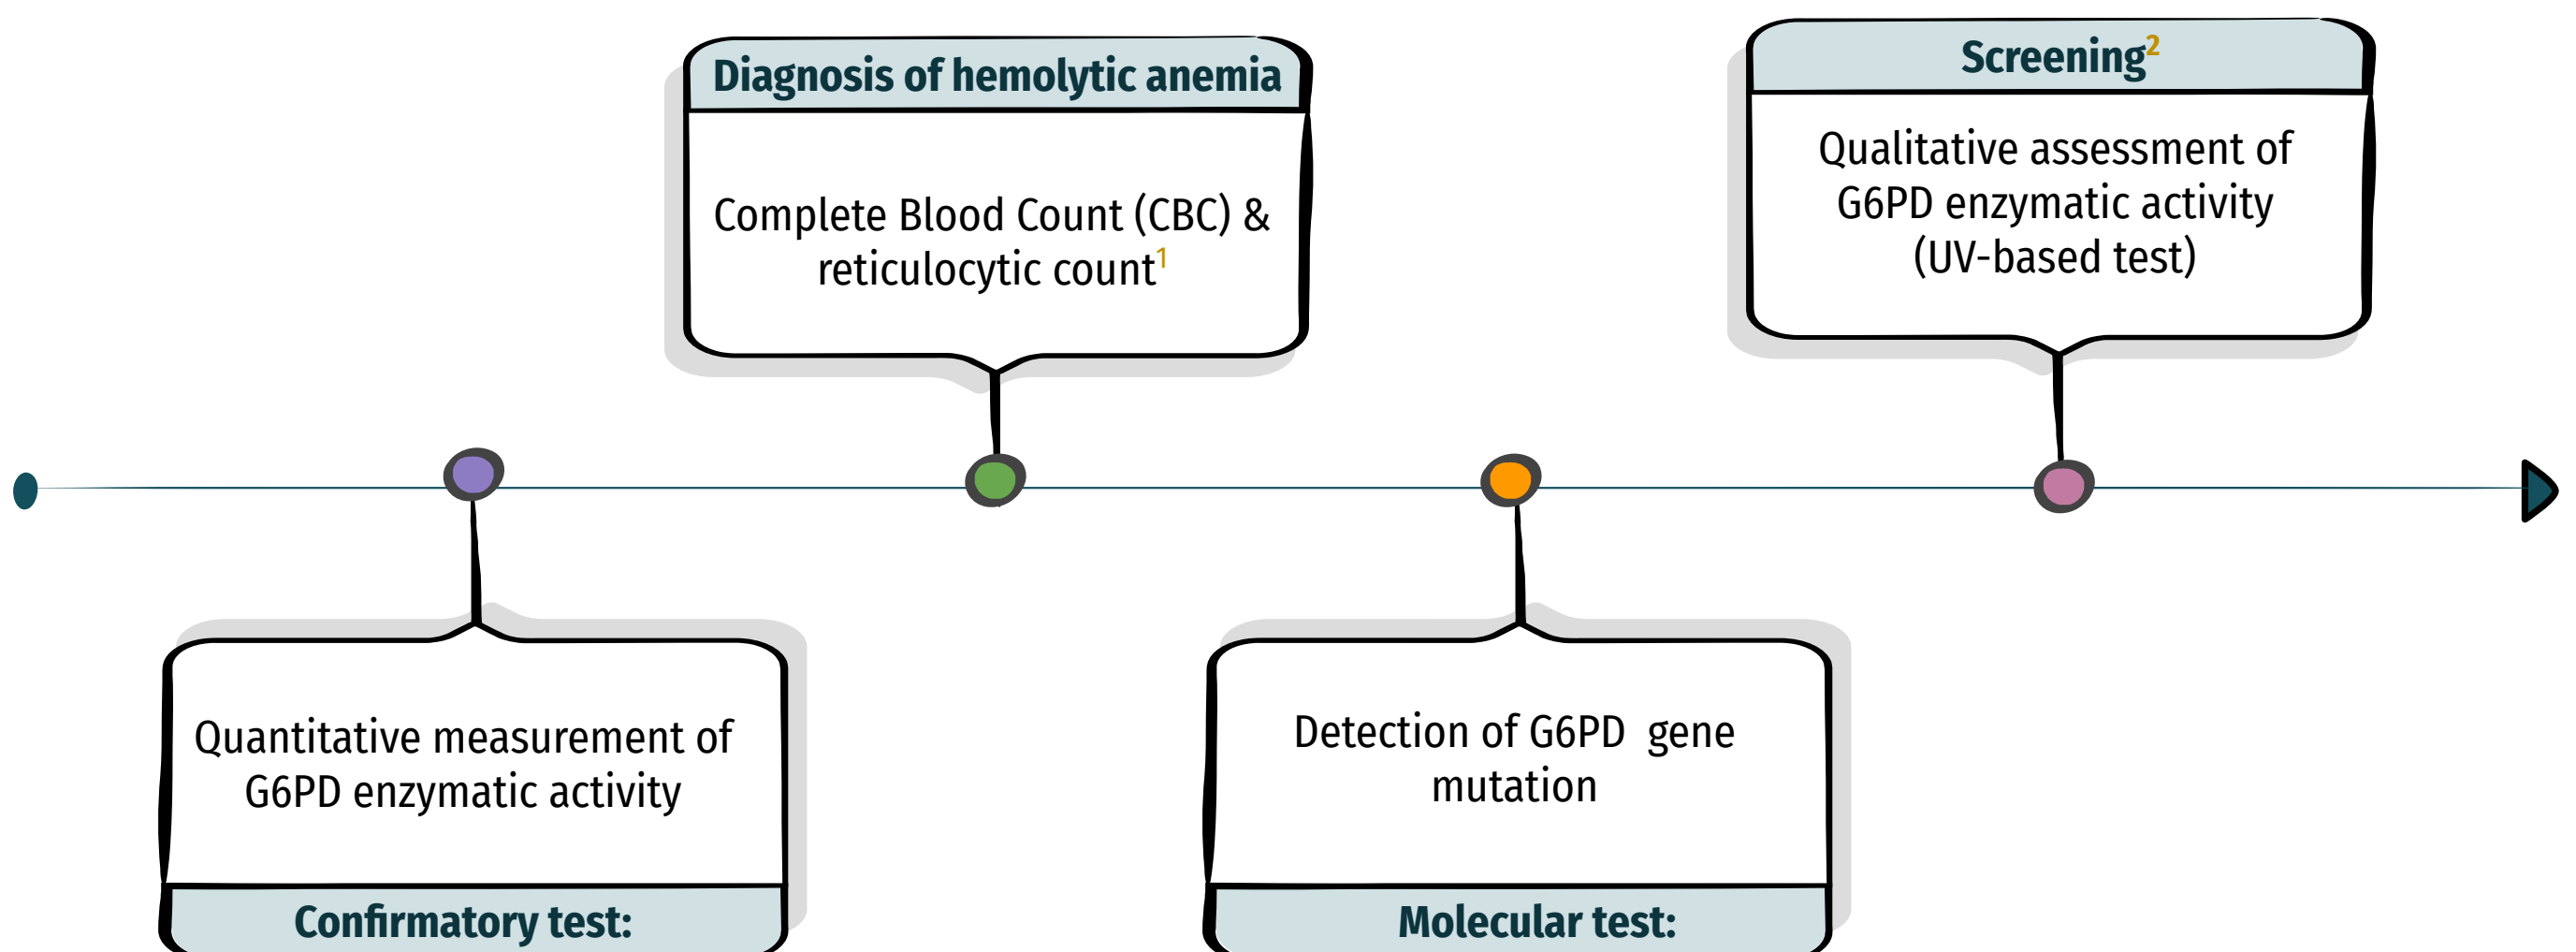 Diagnosis of hemolytic anemia
Complete Blood Count (CBC) &
reticulocytic count1
Screening2
Qualitative assessment of
G6PD enzymatic activity
(UV-based test)
Quantitative measurement of
G6PD enzymatic activity
Confirmatory test:
Detection of G6PD  gene
mutation
Molecular test: